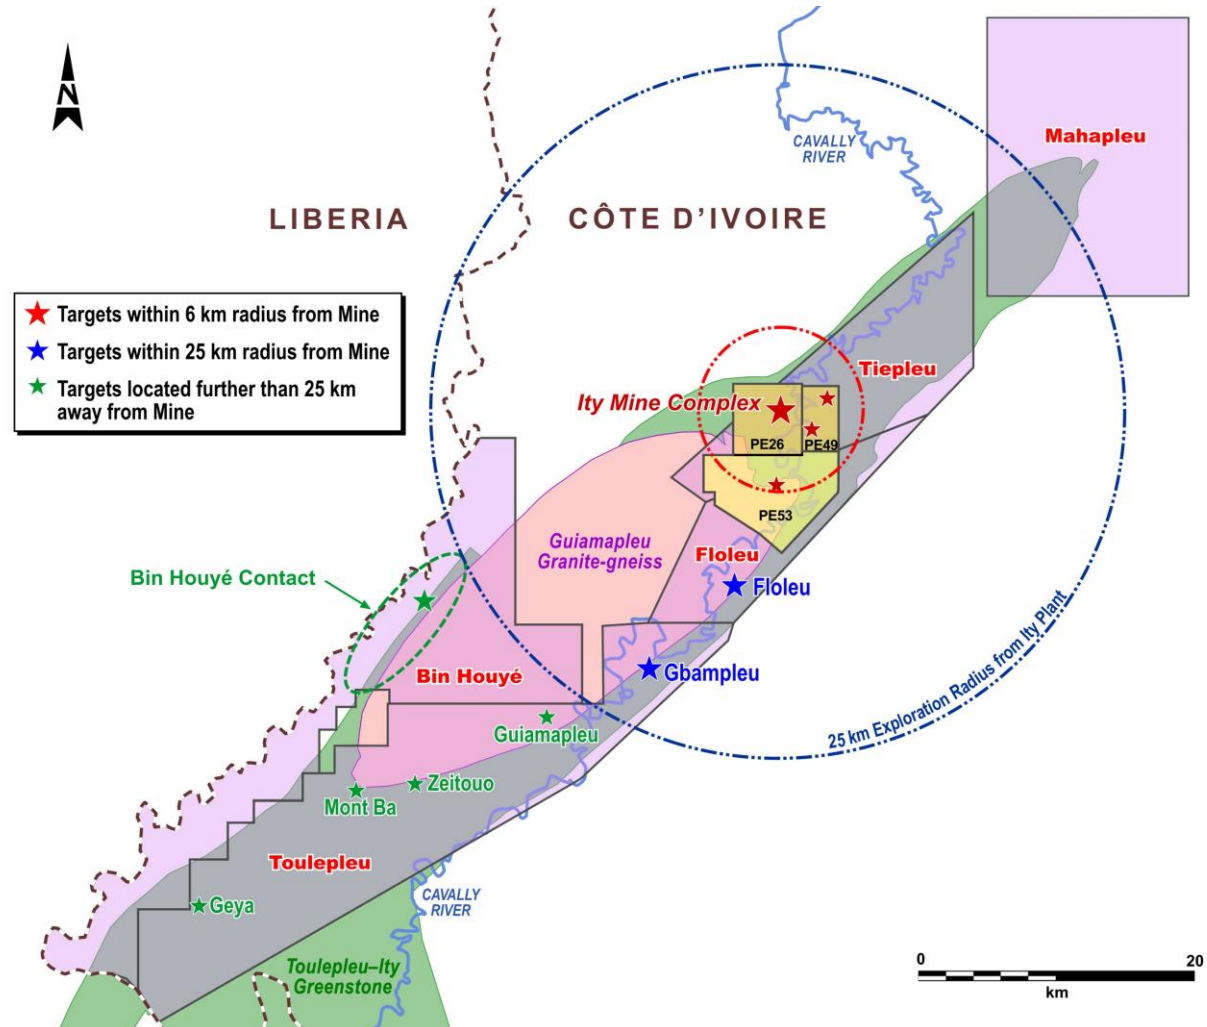 N
CAVALLY
RIVER
Mahapleu
LIBERIA
CÔTE D'IVOIRE
Targets within 6 km radius from Mine
Targets within 25 km radius from Mine
Targets located further than 25 km
away from Mine
Tiepleu
Ity Mine Complex
PE26
PE49
PE53
Guiamapleu
Granite-gneiss
Floleu
Floleu
Bin Houyé Contact
Bin Houyé
Gbampleu
25 km Exploration Radius from Ity Plant
Guiamapleu
Zeitouo
Mont Ba
Toulepleu
Geya
CAVALLY
RIVER
Toulepleu–Ity
Greenstone
0
20
km